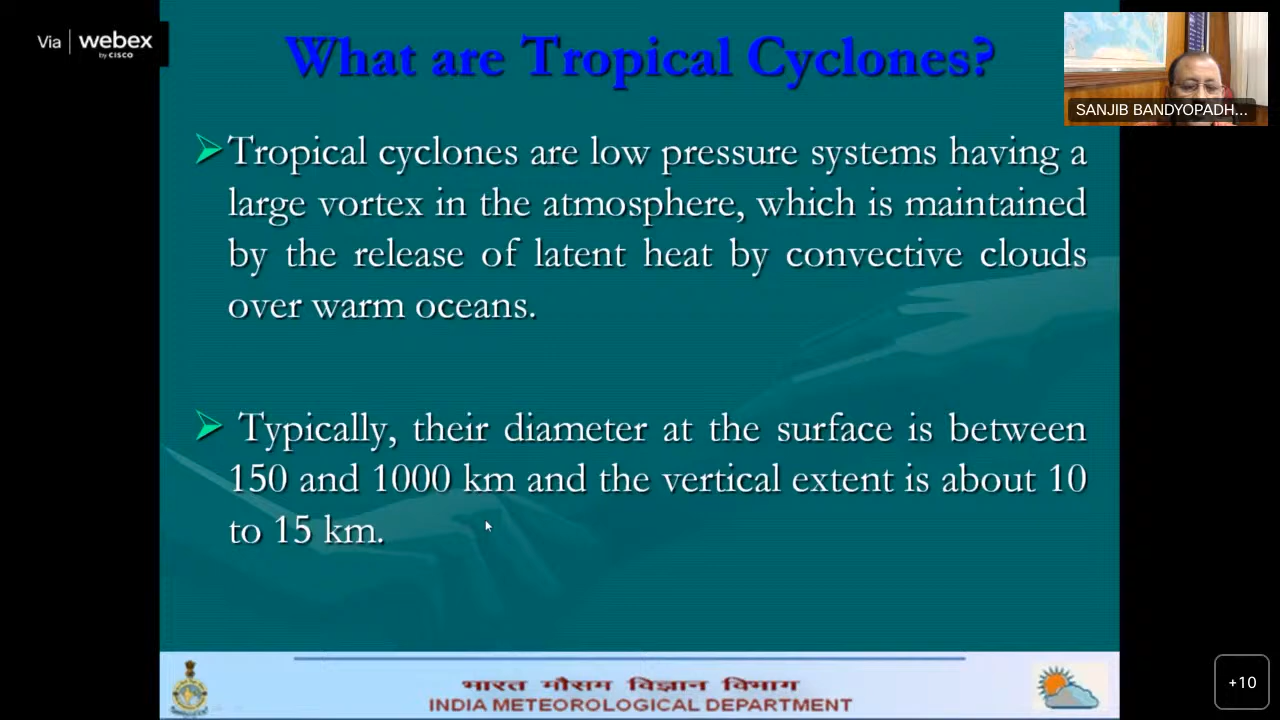 Via webex
by CISCO
What are Tropical Cyclones?
SANJIB BANDYOPADH...
Tropical cyclones are low pressure systems having a
large vortex in the atmosphere, which is maintained
by the release of latent heat by convective clouds
over warm oceans.
Typically, their diameter at the surface is between
150 and 1000 km and the vertical extent is about 10
to 15 km.
भारत मौसम विज्ञान विभाग
INDIA METEOROLOGICAL DEPARTMENT
+10